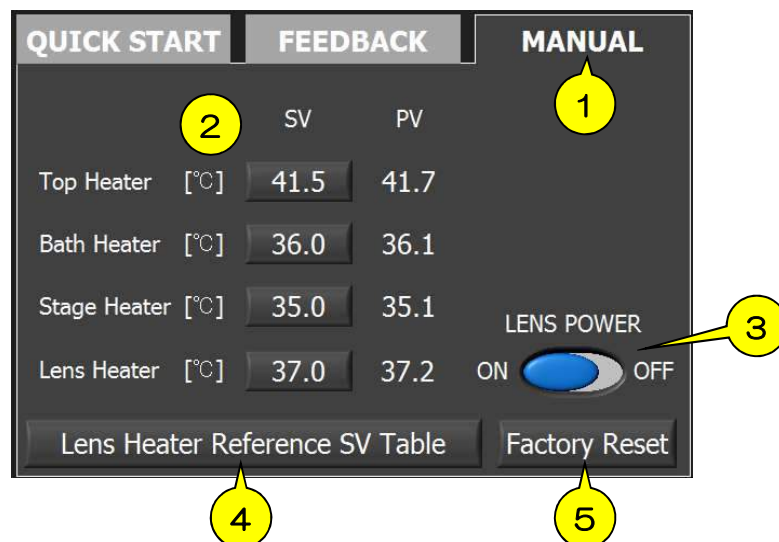 QUICK START FEEDBACK MANUAL
1
2 SV PV
Top Heater [℃] 41.5 41.7
Bath Heater [℃] 36.0 36.1
Stage Heater [℃] 35.0 35.1
LENS POWER 3
Lens Heater [℃] 37.0 37.2 ON OFF
Lens Heater Reference SV Table Factory Reset
4 5